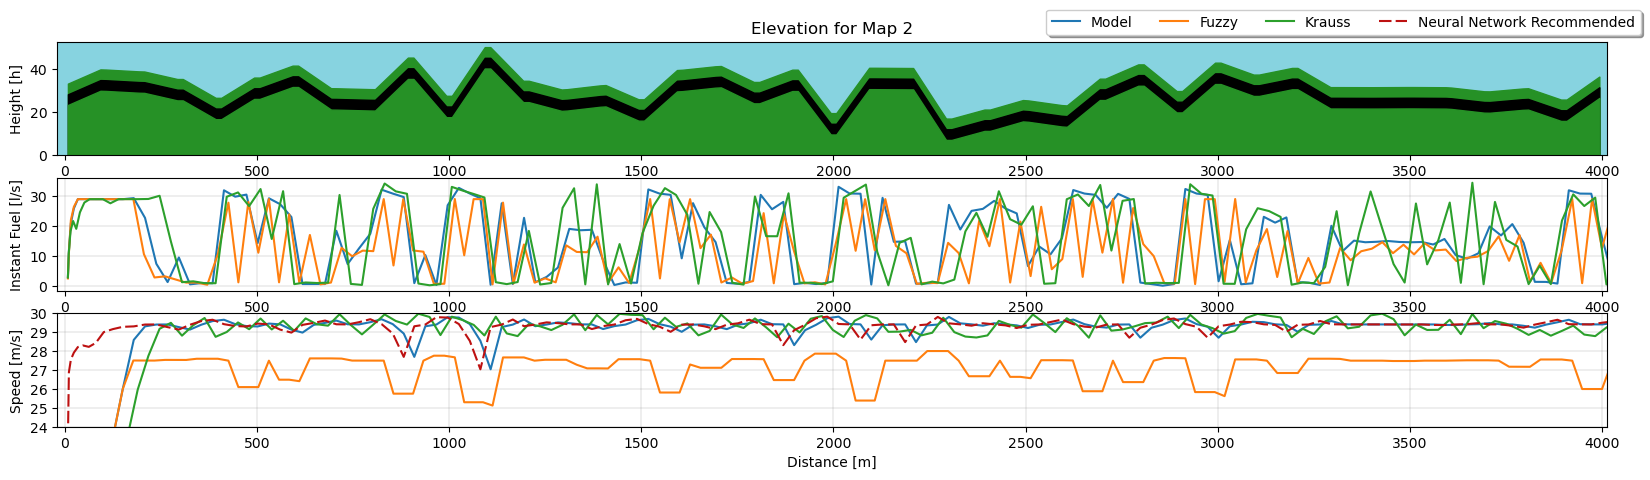 Model Fuzzy Krauss Neural Network Recommended
Elevation for Map 2
Height [h]
40
20
0
0 500 1000 1500 2000 2500 3000 3500 4000
Instant Fuel [l/s]
30
20
10
0
0 500 1000 1500 2000 2500 3000 3500 4000
Speed [m/s]
30
29
28
27
26
25
24
0 500 1000 1500 2000 2500 3000 3500 4000
Distance [m]